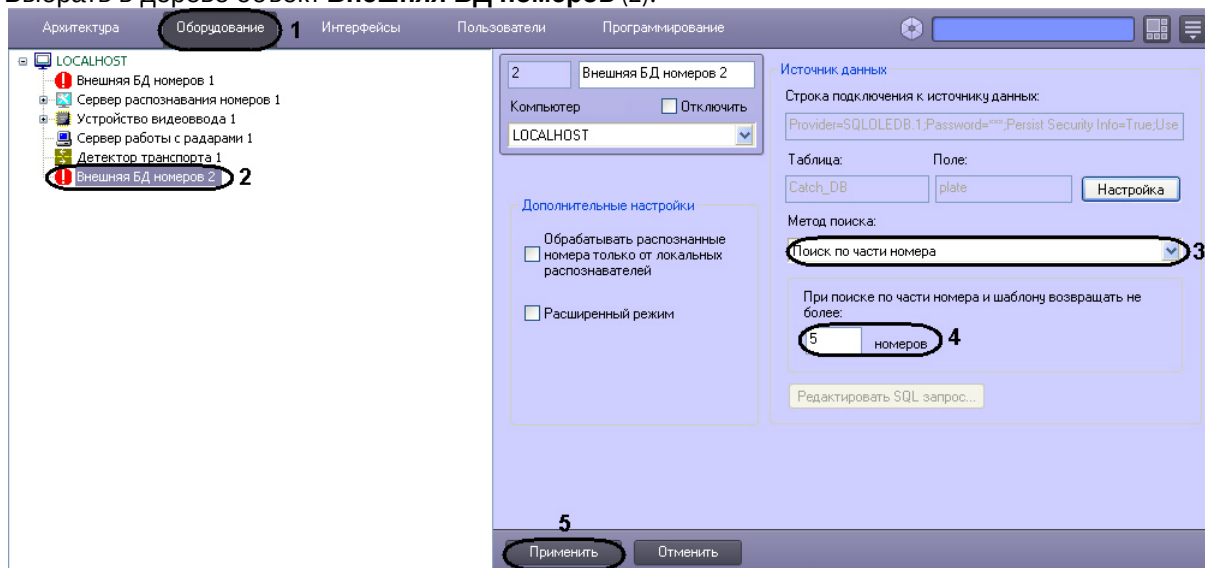 Выбрать в дереве объект Внешняя БД номеров (2).
Архитектура Оборудование 1 Интерфейсы Пользователи Программирование
LOCALHOST
Внешняя БД номеров 1
Сервер распознавания номеров 1
Устройство видеоввода 1
Сервер работы с радарами 1
Детектор транспорта 1
Внешняя БД номеров 2 2
2 Внешняя БД номеров 2
Компьютер Отключить
LOCALHOST
Дополнительные настройки
Обрабатывать распознанные
номера только от локальных
распознавателей
Расширенный режим
Источник данных
Строка подключения к источнику данных:
Provider=SQLOLEDB.1;Password="***";Persist Security Info=True;Use
Таблица: Поле:
Catch_DB plate Настройка
Метод поиска:
Поиск по части номера 3
При поиске по части номера и шаблону возвращать не
более:
5 номеров 4
Редактировать SQL запрос...
5
Применить Отменить